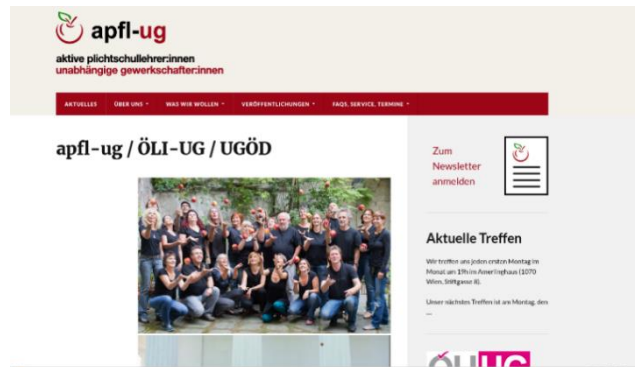 apfl-ug
aktive plichtschullehrer:innen
unabhängige gewerkschafter:innen
AKTUELLES ÜBER UNS WAS WIR WOLLEN VERÖFFENTLICHUNGEN FAQS, SERVICE, TERMINE
apfl-ug / ÖLI-UG / UGÖD
Zum
Newsletter
anmelden
Aktuelle Treffen
Wir treffen uns jeden ersten Montag im
Monat um 19h im Amerlinghaus (1070
Wien, Stiftgasse 8).
Unser nächstes Treffen ist am Montag, den
...